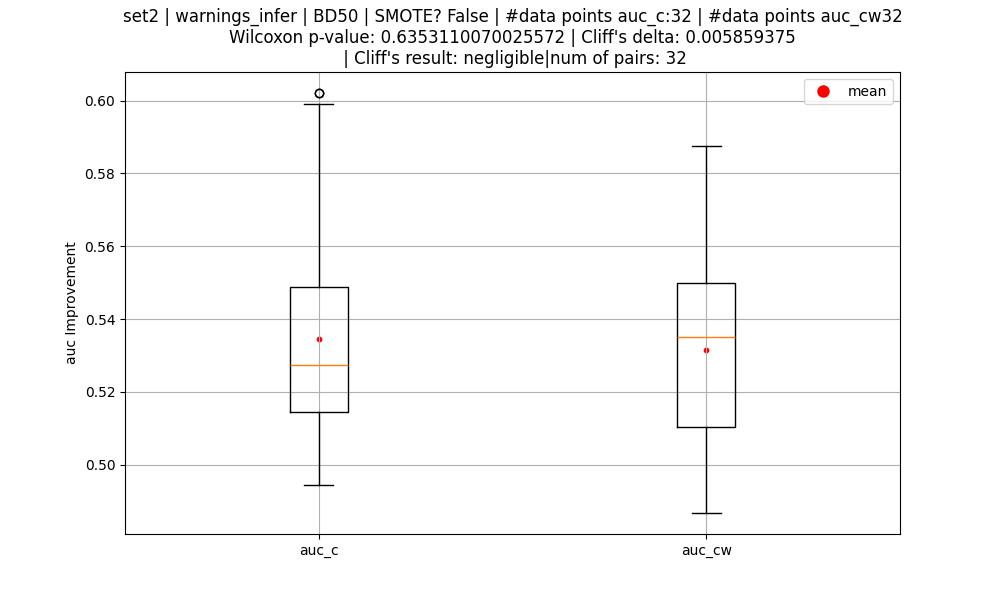 set2 | warnings_infer | BD50 | SMOTE? False | #data points auc_c:32 | #data points auc_cw32
Wilcoxon p-value: 0.6353110070025572 | Cliff's delta: 0.005859375
| Cliff's result: negligible|num of pairs: 32
mean
0.60
0.58
0.56
0.54
0.52
0.50
auc Improvement
auc_c
auc_cw